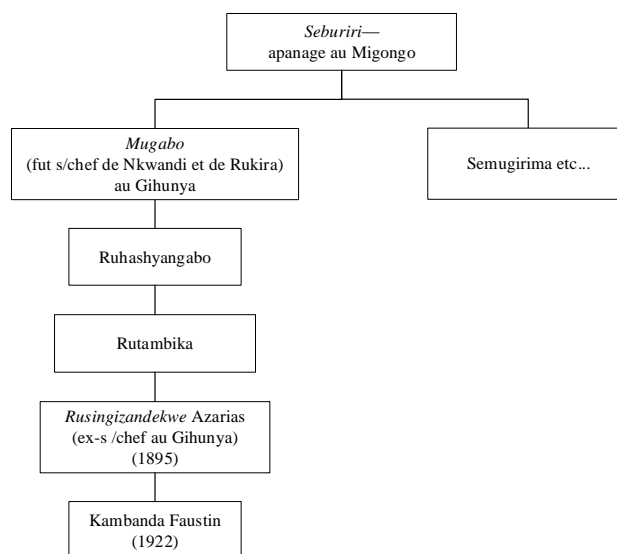 Seburiri—
apanage au Migongo
Mugabo
(fut s/chef de Nkwandi et de Rukira)
au Gihunya
Semugirima etc...
Ruhashyangabo
Rutambika
Rusingizandekwe Azarias
(ex-s /chef au Gihunya)
(1895)
Kambanda Faustin
(1922)